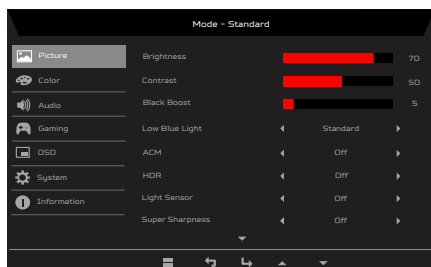 Mode - Standard
Picture
Brightness 70
Color
Contrast 50
Audio
Black Boost 5
Gaming
Low Blue Light Standard
OSD
ACM Off
System
HDR Off
Information
Light Sensor Off
Super Sharpness Off